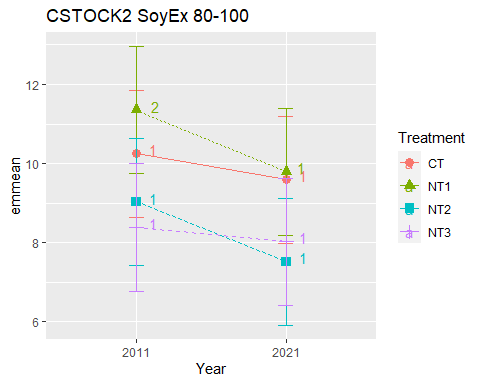 CSTOCK2 SoyEx 80-100
12
10
8
6
emmean
2
1
1
1
1
1
1
1
2011
2021
Year
Treatment
a CT
a NT1
a NT2
a NT3